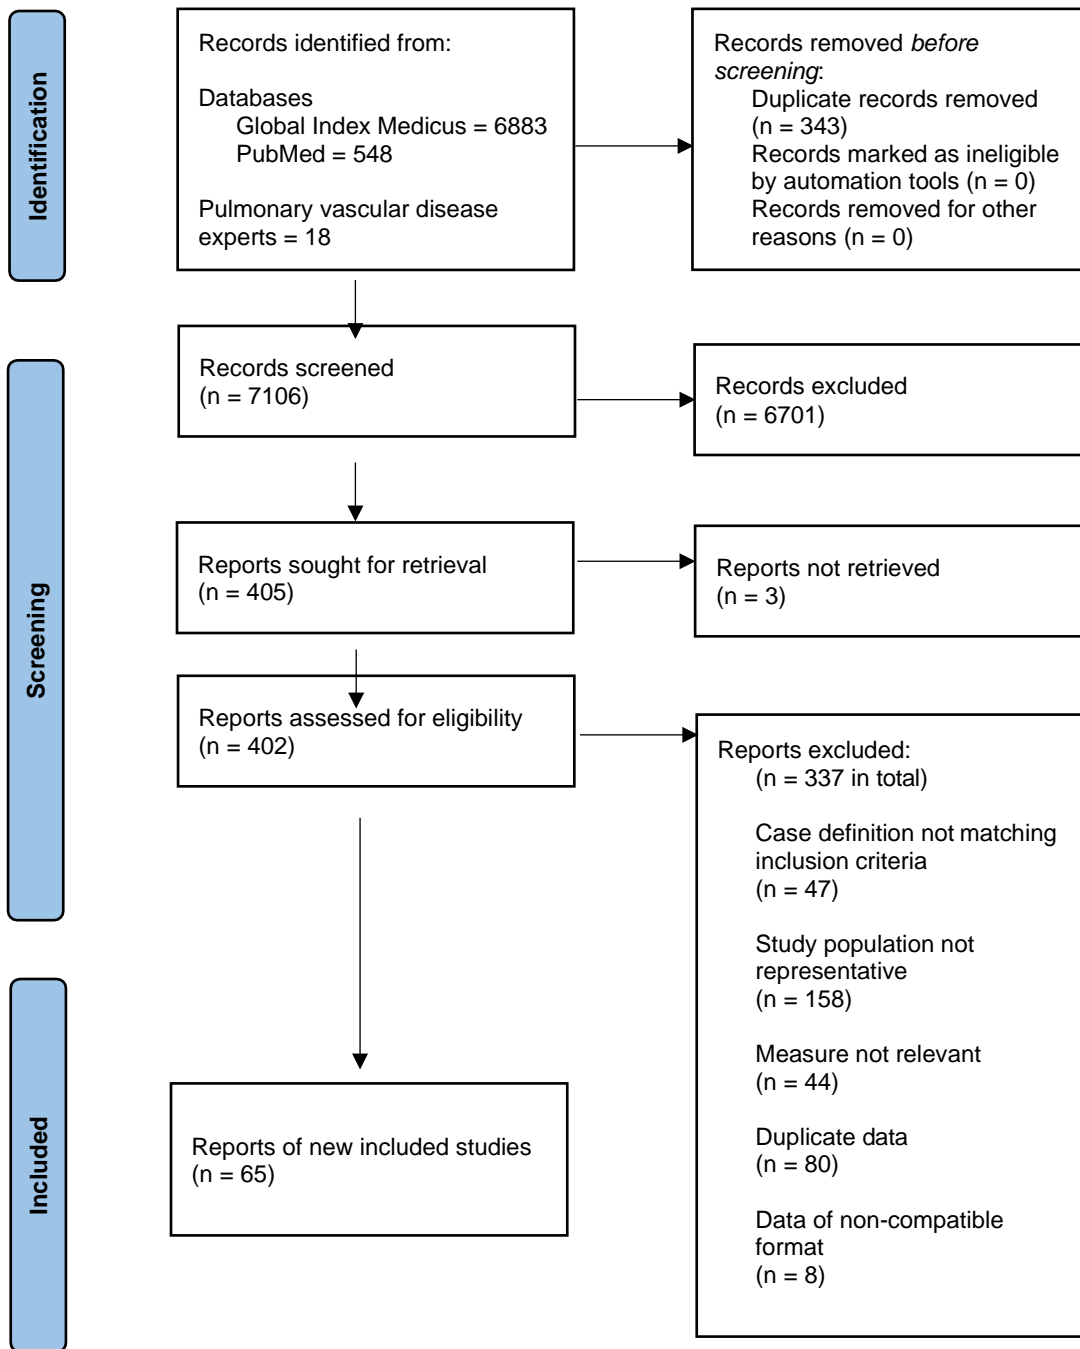 Identification
Records identified from:
Databases
Global Index Medicus = 6883
PubMed = 548
Pulmonary vascular disease
experts = 18
Records removed before
screening:
Duplicate records removed
(n = 343)
Records marked as ineligible
by automation tools (n = 0)
Records removed for other
reasons (n = 0)
Screening
Records screened
(n = 7106)
Records excluded
(n = 6701)
Reports sought for retrieval
(n = 405)
Reports not retrieved
(n = 3)
Reports assessed for eligibility
(n = 402)
Reports excluded:
(n = 337 in total)
Case definition not matching
inclusion criteria
(n = 47)
Study population not
representative
(n = 158)
Measure not relevant
(n = 44)
Duplicate data
(n = 80)
Data of non-compatible
format
(n = 8)
Included
Reports of new included studies
(n = 65)